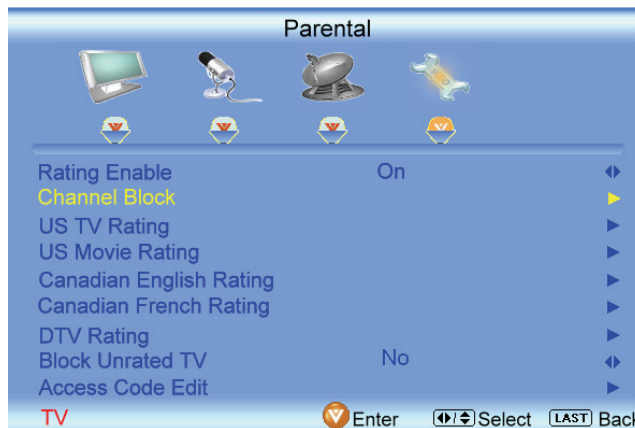 Parental
Rating Enable On
Channel Block
US TV Rating
US Movie Rating
Canadian English Rating
Canadian French Rating
DTV Rating
Block Unrated TV No
Access Code Edit
TV Enter Select LAST Back